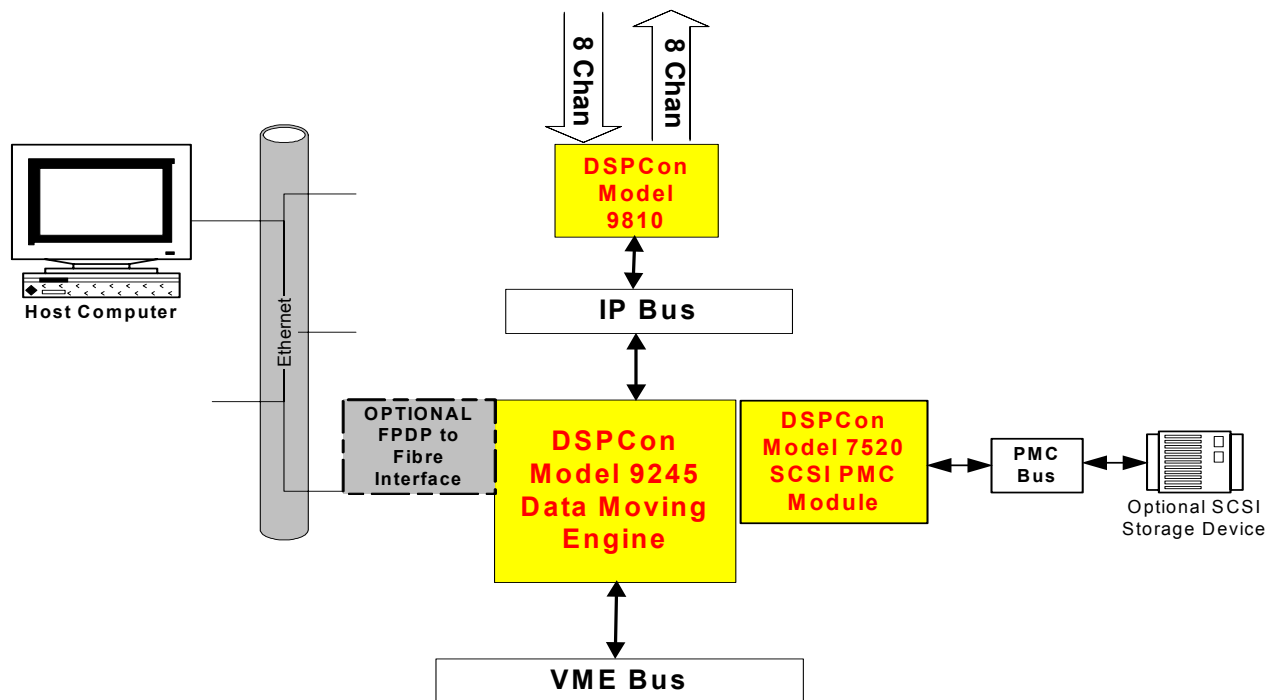 8 Chan
8 Chan
DSPCon
Model
9810
Host Computer
Ethernet
IP Bus
OPTIONAL
FPDP to
Fibre
Interface
DSPCon
Model 9245
Data Moving
Engine
DSPCon
Model 7520
SCSI PMC
Module
PMC
Bus
Optional SCSI
Storage Device
VME Bus